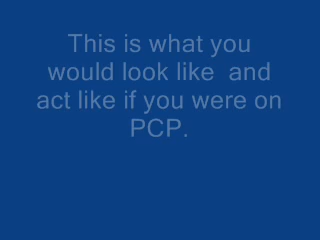 This is what you
would look like  and
act like if you were on
PCP.